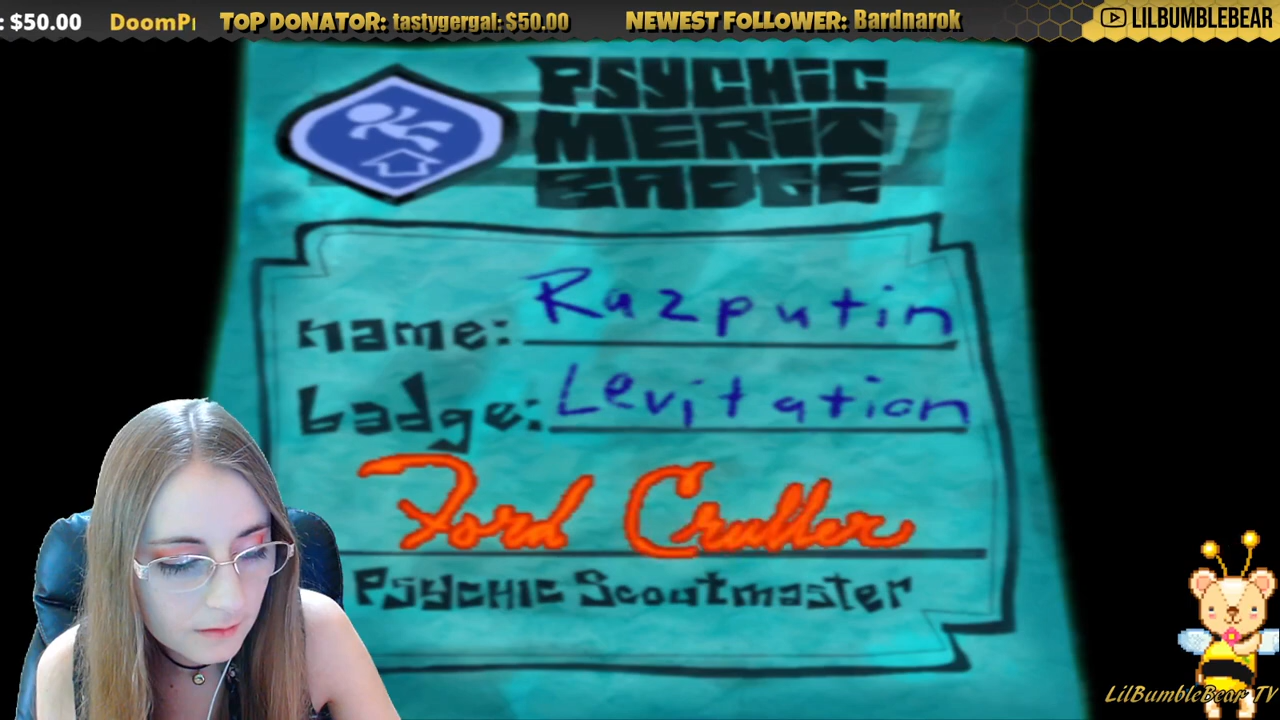 : $50.00 DoomP TOP DONATOR: tastygergal: $50.00 NEWEST FOLLOWER: Bardnarok LILBUMBLEBEAR
PSYCHIC
MERIT
BADGE
name: Razputin
badge: Levitation
Ford Cruller
Psychic Scoutmaster
LilBumbleBear TV